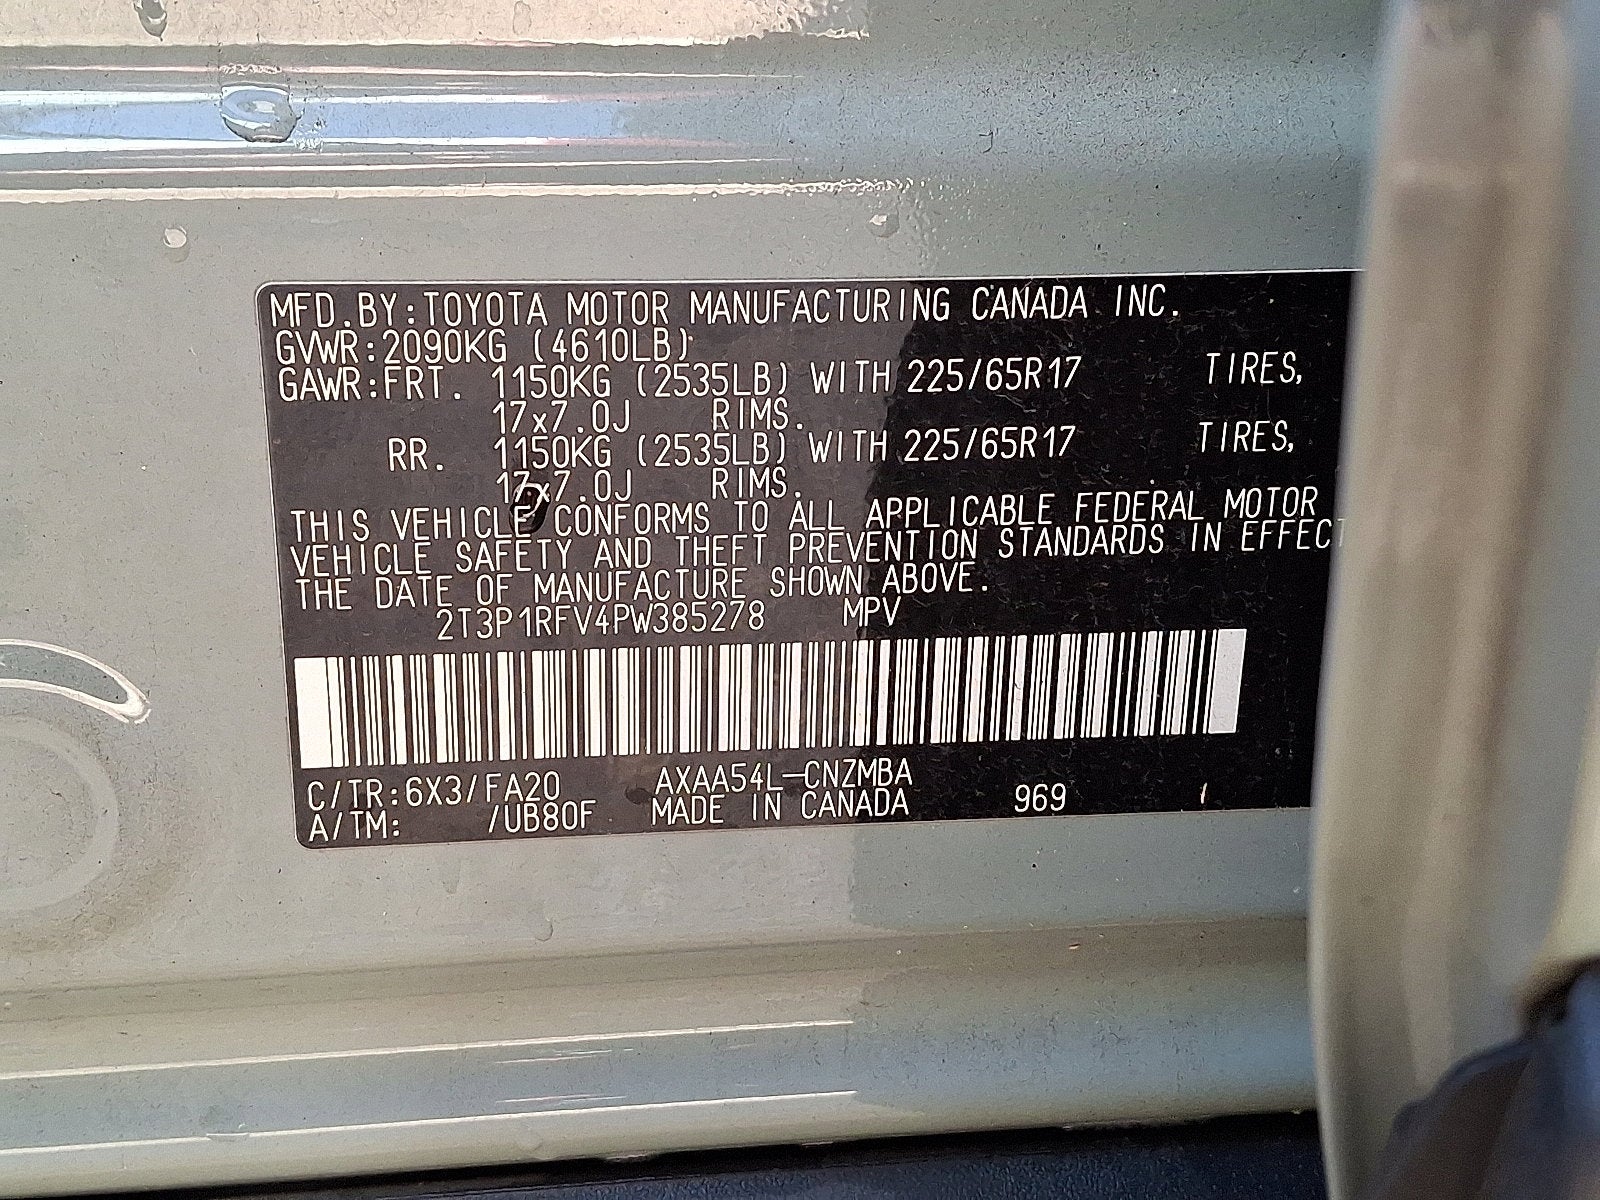 MFD.BY:TOYOTA MOTOR MANUFACTURING CANADA INC.
GVWR:2090KG (4610LB)
GAWR:FRT. 1150KG (2535LB) WITH 225/65R17 TIRES,
17x7.0J RIMS.
RR. 1150KG (2535LB) WITH 225/65R17 TIRES,
17x7.0J RIMS.
THIS VEHICLE CONFORMS TO ALL APPLICABLE FEDERAL MOTOR
VEHICLE SAFETY AND THEFT PREVENTION STANDARDS IN EFFECT
THE DATE OF MANUFACTURE SHOWN ABOVE.
2T3P1RFV4PW385278 MPV
C/TR:6X3/FA20 AXAA54L-CNZMBA
A/TM: /UB80F MADE IN CANADA 969